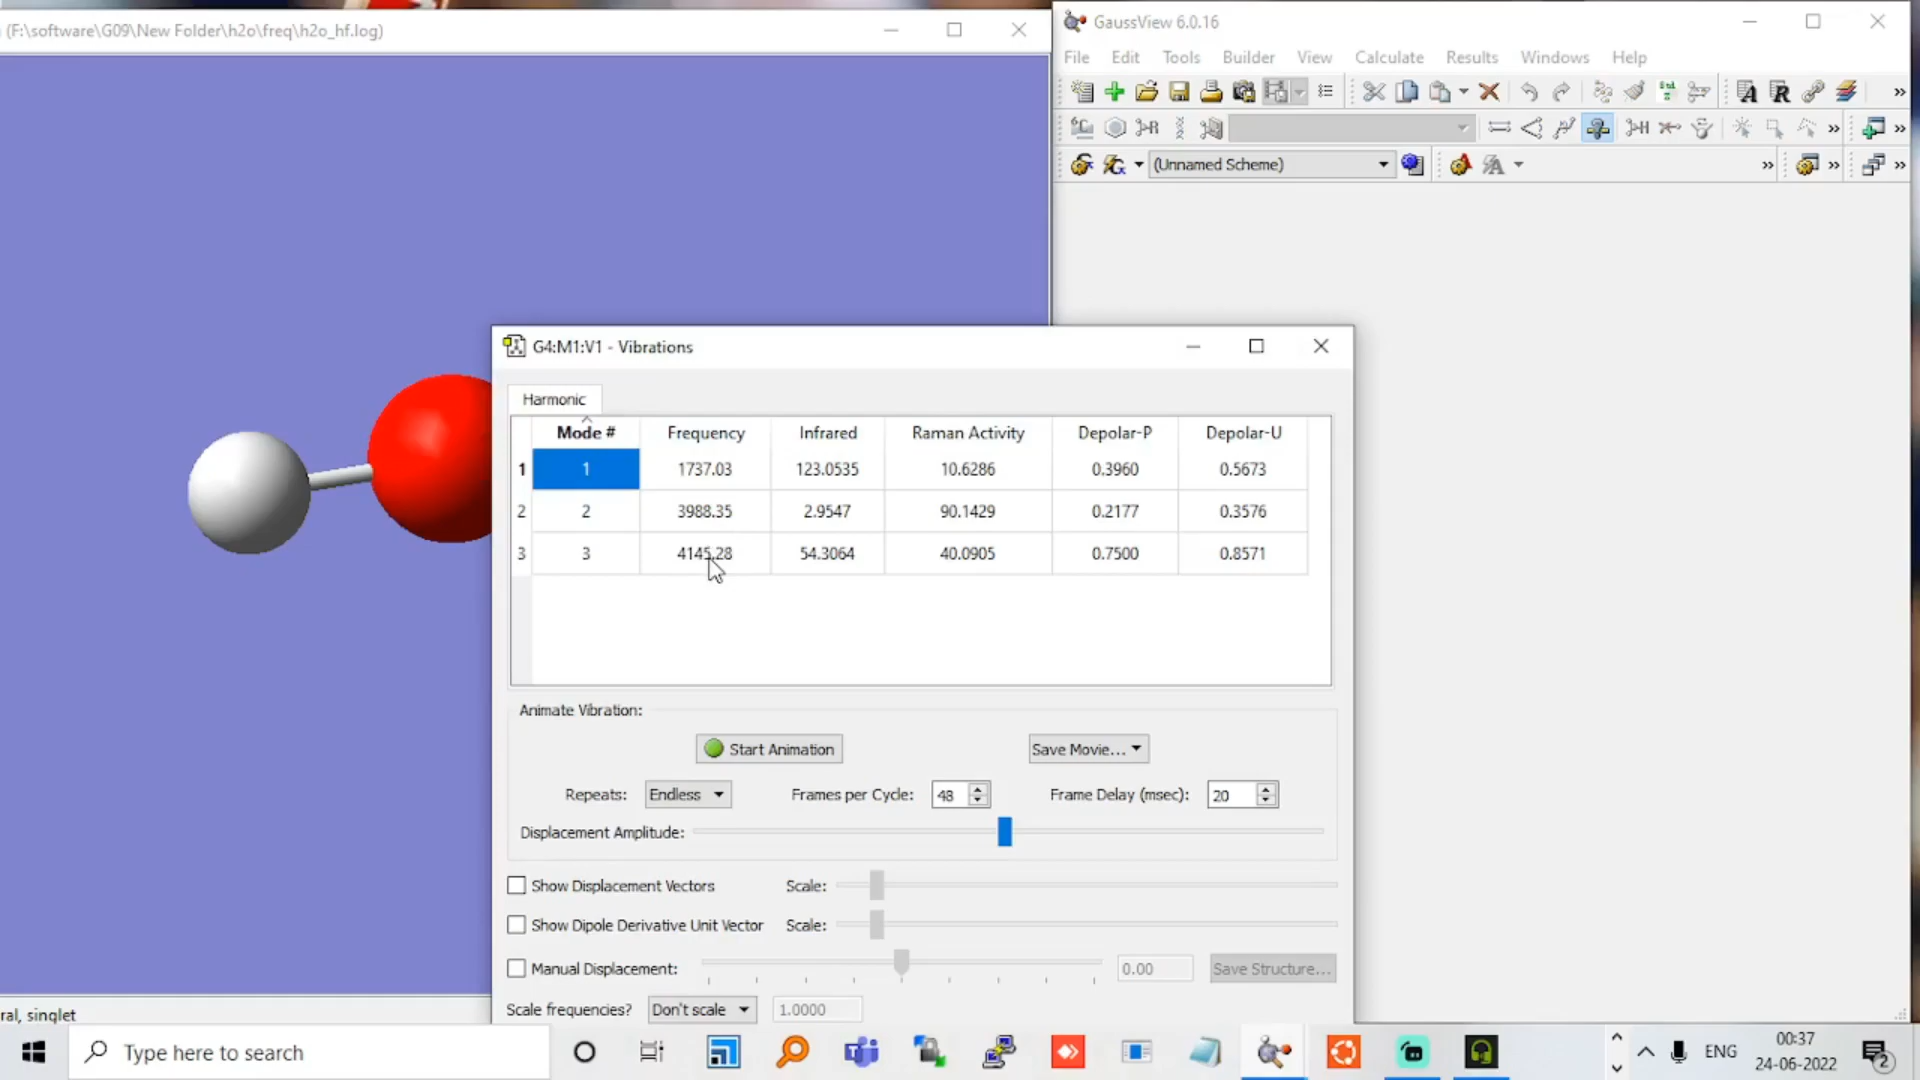 (F:\software\G09\New Folder\h2o\freq\h2o_hf.log)
GaussView 6.0.16
File Edit Tools Builder View Calculate Results Windows Help
(Unnamed Scheme)
G4:M1:V1 - Vibrations
Harmonic
Mode # Frequency Infrared Raman Activity Depolar-P Depolar-U
1 1 1737.03 123.0535 10.6286 0.3960 0.5673
2 2 3988.35 2.9547 90.1429 0.2177 0.3576
3 3 4145.28 54.3064 40.0905 0.7500 0.8571
Animate Vibration:
Start Animation Save Movie...
Repeats: Endless Frames per Cycle: 48 Frame Delay (msec): 20
Displacement Amplitude:
Show Displacement Vectors Scale:
Show Dipole Derivative Unit Vector Scale:
Manual Displacement: 0.00 Save Structure...
Scale frequencies? Don't scale 1.0000
ral, singlet
Type here to search
ENG
00:37
24-06-2022
2